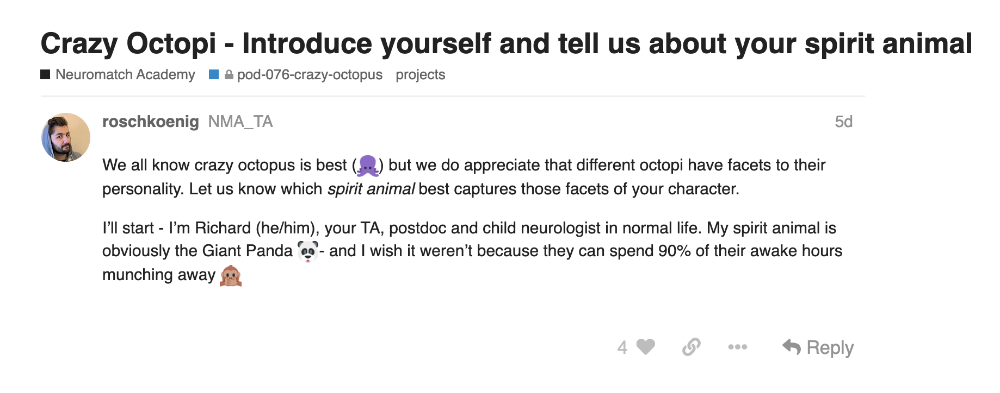 Crazy Octopi - Introduce yourself and tell us about your spirit animal
Neuromatch Academy pod-076-crazy-octopus projects
roschkoenig NMA_TA 5d
We all know crazy octopus is best (🐙) but we do appreciate that different octopi have facets to their
personality. Let us know which spirit animal best captures those facets of your character.
I’ll start - I’m Richard (he/him), your TA, postdoc and child neurologist in normal life. My spirit animal is
obviously the Giant Panda 🐼- and I wish it weren’t because they can spend 90% of their awake hours
munching away 🙊
4 Reply